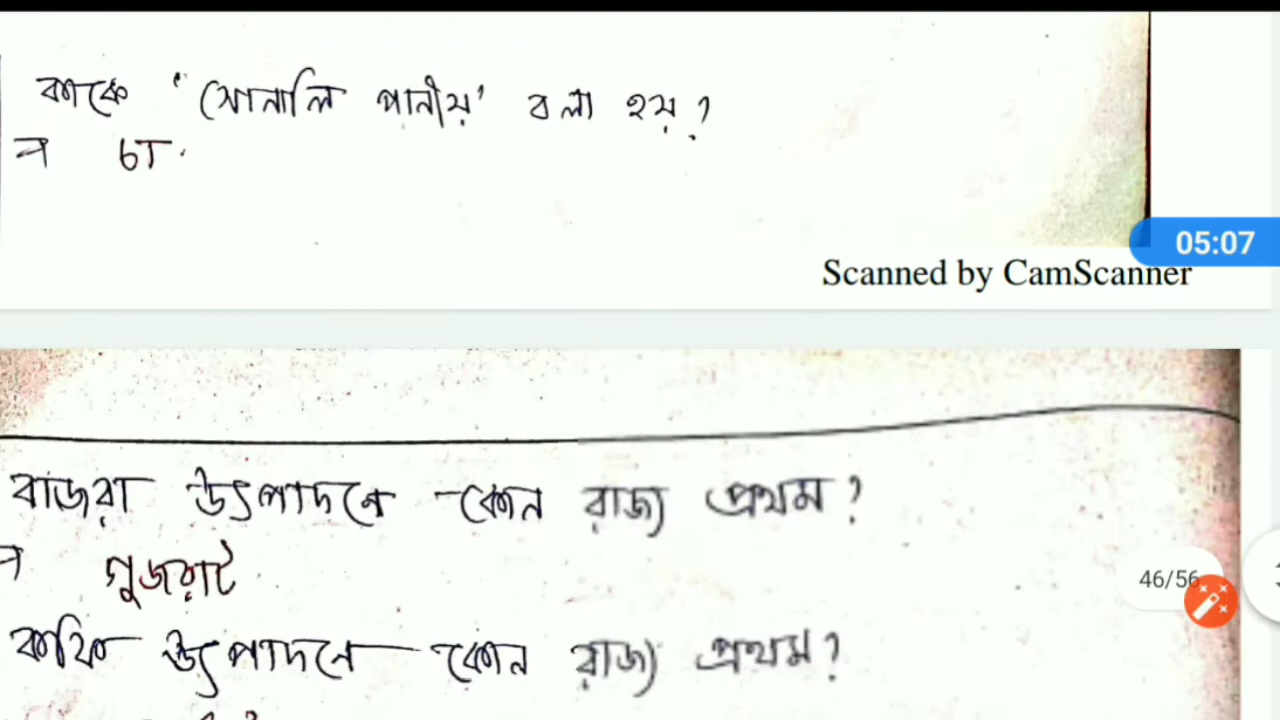 কাকে 'সোনালি পানীয়' বলা হয়?
চা.
05:07
Scanned by CamScanner
বাজরা উৎপাদনে কোন রাজ্য প্রথম?
গুজরাট
46/56
কফি উৎপাদনে কোন রাজ্য প্রথম?